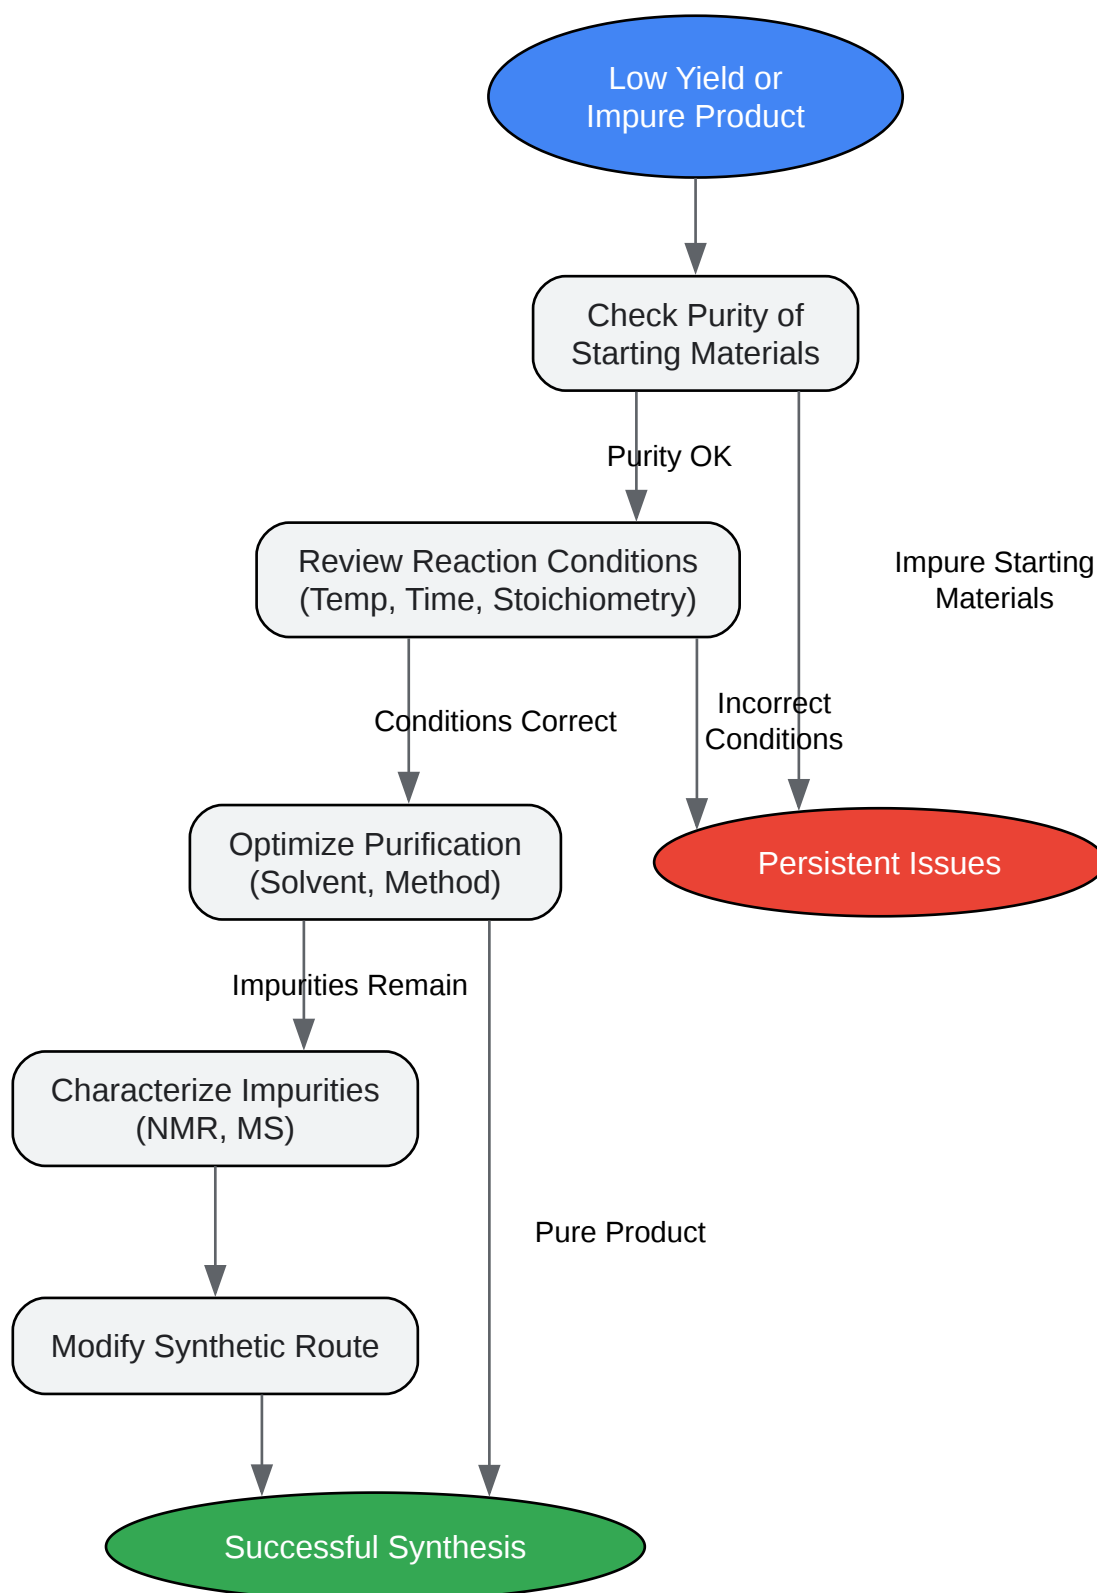 Low Yield or
Impure Product
Check Purity of
Starting Materials
Purity OK
Review Reaction Conditions
(Temp, Time, Stoichiometry)
Impure Starting
Materials
Conditions Correct
Incorrect
Conditions
Optimize Purification
(Solvent, Method)
Persistent Issues
Impurities Remain
Characterize Impurities
(NMR, MS)
Pure Product
Modify Synthetic Route
Successful Synthesis